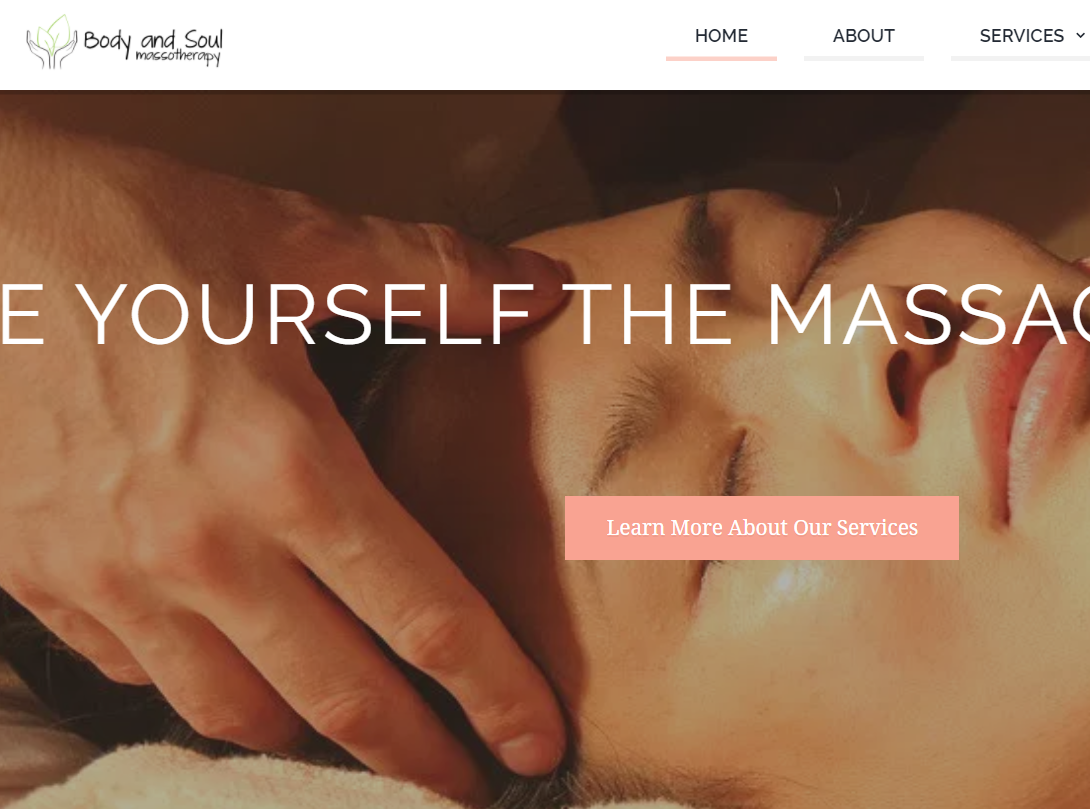 Body and Soul
massotherapy
HOME ABOUT SERVICES
E YOURSELF THE MASSA
Learn More About Our Services